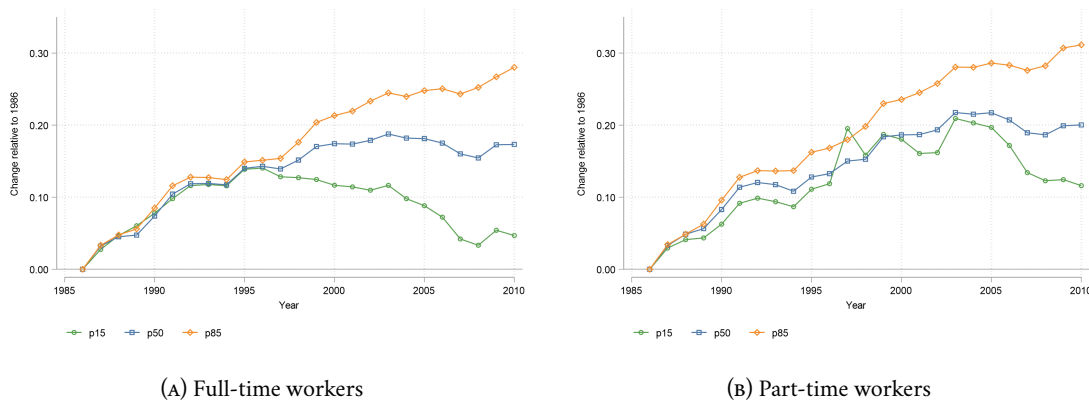 Change relative to 1986
0.30
0.20
0.10
0.00
1985
1990
1995
2000
2005
2010
Year
p15 p50 p85
(A) Full-time workers
Change relative to 1986
0.30
0.20
0.10
0.00
1985
1990
1995
2000
2005
2010
Year
p15 p50 p85
(B) Part-time workers